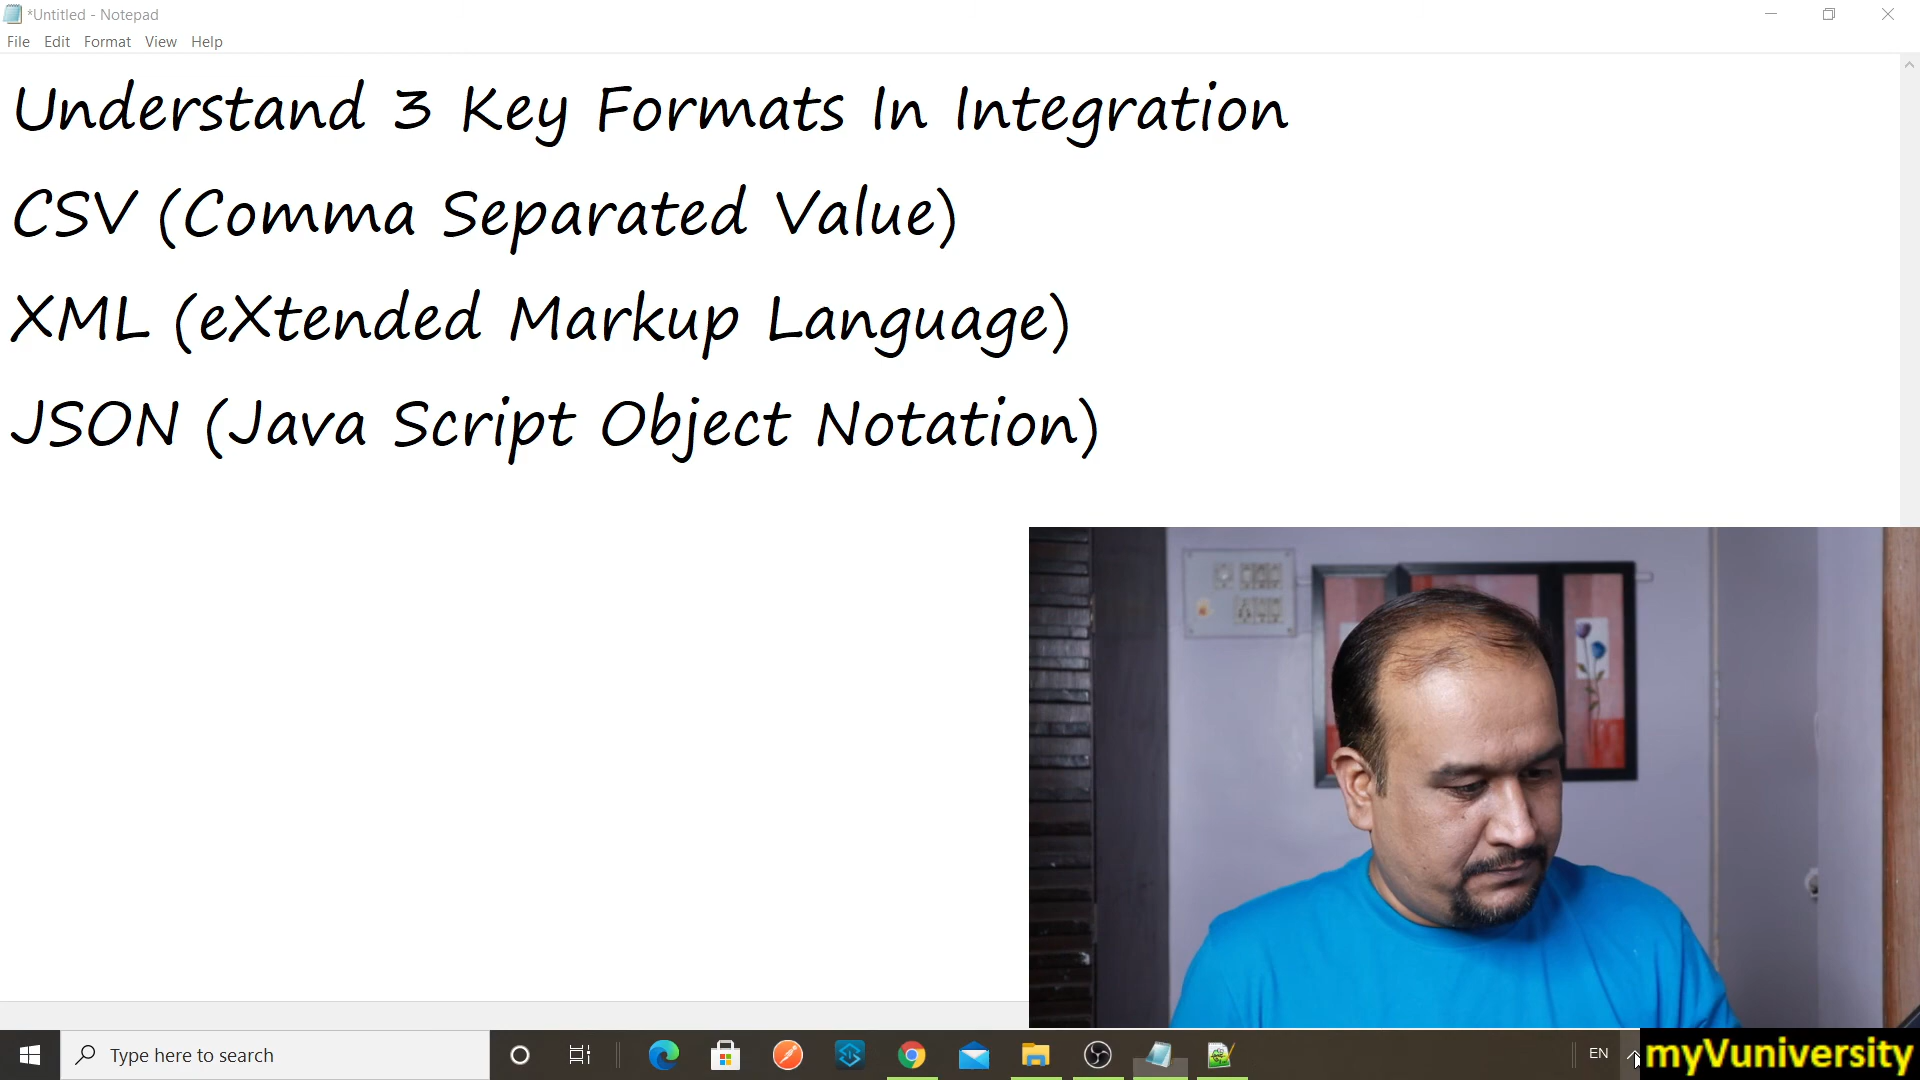 *Untitled - Notepad
File Edit Format View Help
Understand 3 Key Formats In Integration
CSV (Comma Separated Value)
XML (eXtended Markup Language)
JSON (Java Script Object Notation)
Type here to search
EN
myVuniversity